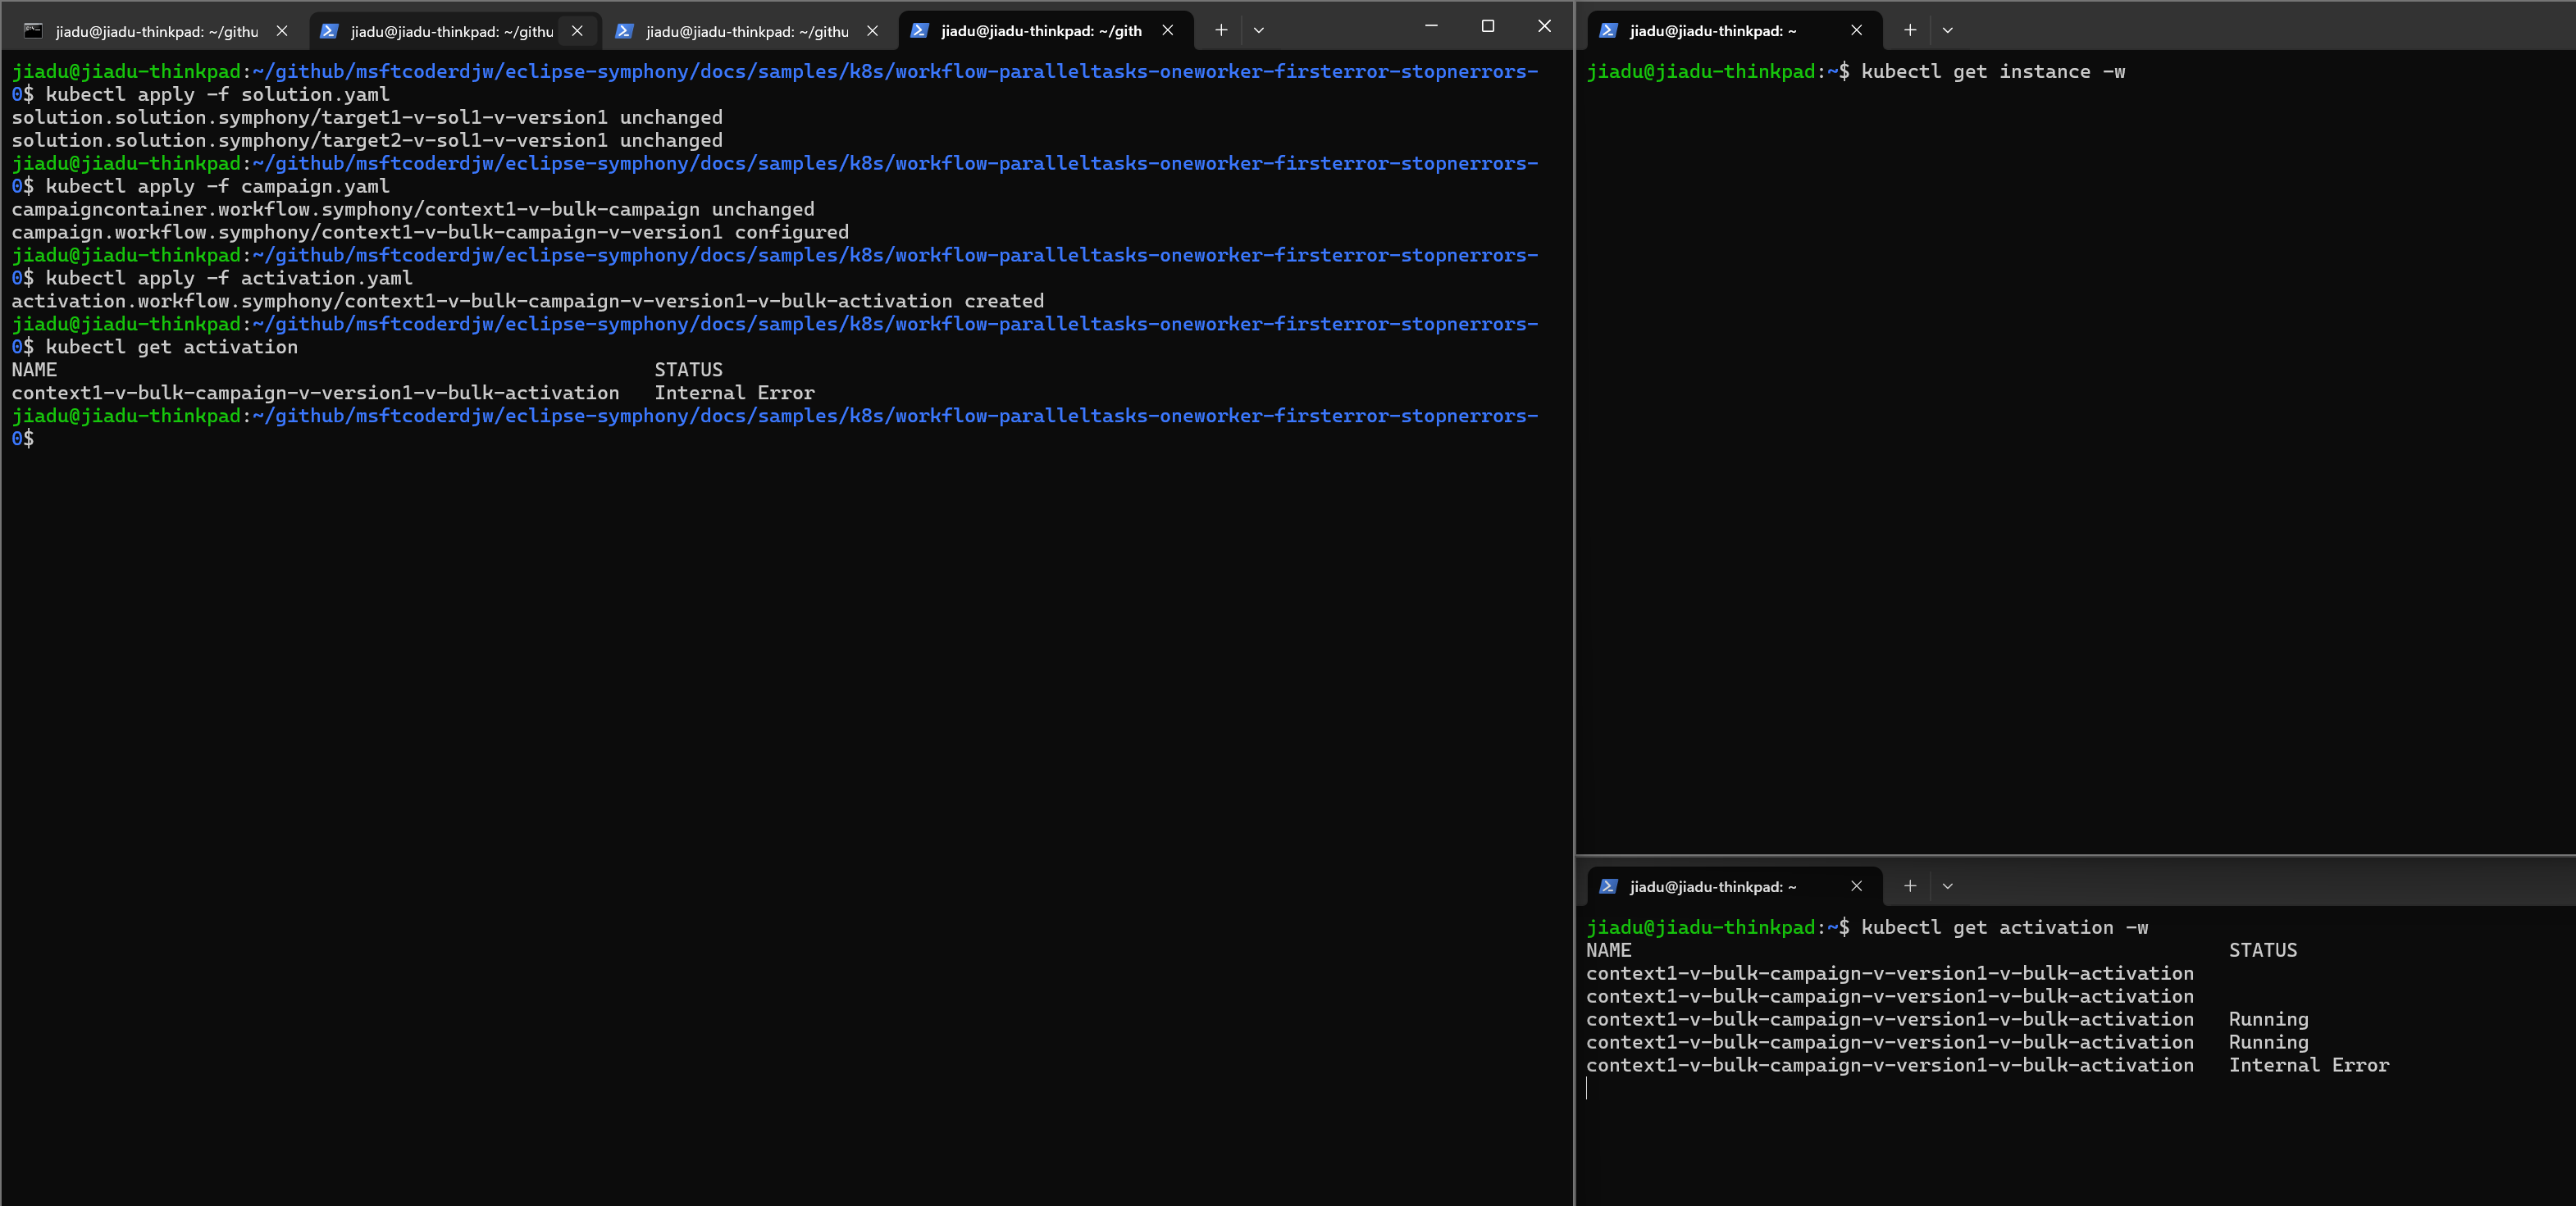 jiadu@jiadu-thinkpad: ~/githu
jiadu@jiadu-thinkpad: ~/githu
jiadu@jiadu-thinkpad: ~/githu
jiadu@jiadu-thinkpad: ~/gith
jiadu@jiadu-thinkpad:~/github/msftcoderdjw/eclipse-symphony/docs/samples/k8s/workflow-paralleltasks-oneworker-firsterror-stopnerrors-
0$ kubectl apply -f solution.yaml
solution.solution.symphony/target1-v-sol1-v-version1 unchanged
solution.solution.symphony/target2-v-sol1-v-version1 unchanged
jiadu@jiadu-thinkpad:~/github/msftcoderdjw/eclipse-symphony/docs/samples/k8s/workflow-paralleltasks-oneworker-firsterror-stopnerrors-
0$ kubectl apply -f campaign.yaml
campaigncontainer.workflow.symphony/context1-v-bulk-campaign unchanged
campaign.workflow.symphony/context1-v-bulk-campaign-v-version1 configured
jiadu@jiadu-thinkpad:~/github/msftcoderdjw/eclipse-symphony/docs/samples/k8s/workflow-paralleltasks-oneworker-firsterror-stopnerrors-
0$ kubectl apply -f activation.yaml
activation.workflow.symphony/context1-v-bulk-campaign-v-version1-v-bulk-activation created
jiadu@jiadu-thinkpad:~/github/msftcoderdjw/eclipse-symphony/docs/samples/k8s/workflow-paralleltasks-oneworker-firsterror-stopnerrors-
0$ kubectl get activation
NAME STATUS
context1-v-bulk-campaign-v-version1-v-bulk-activation Internal Error
jiadu@jiadu-thinkpad:~/github/msftcoderdjw/eclipse-symphony/docs/samples/k8s/workflow-paralleltasks-oneworker-firsterror-stopnerrors-
0$
jiadu@jiadu-thinkpad: ~
jiadu@jiadu-thinkpad:~$ kubectl get instance -w
jiadu@jiadu-thinkpad: ~
jiadu@jiadu-thinkpad:~$ kubectl get activation -w
NAME STATUS
context1-v-bulk-campaign-v-version1-v-bulk-activation
context1-v-bulk-campaign-v-version1-v-bulk-activation
context1-v-bulk-campaign-v-version1-v-bulk-activation Running
context1-v-bulk-campaign-v-version1-v-bulk-activation Running
context1-v-bulk-campaign-v-version1-v-bulk-activation Internal Error